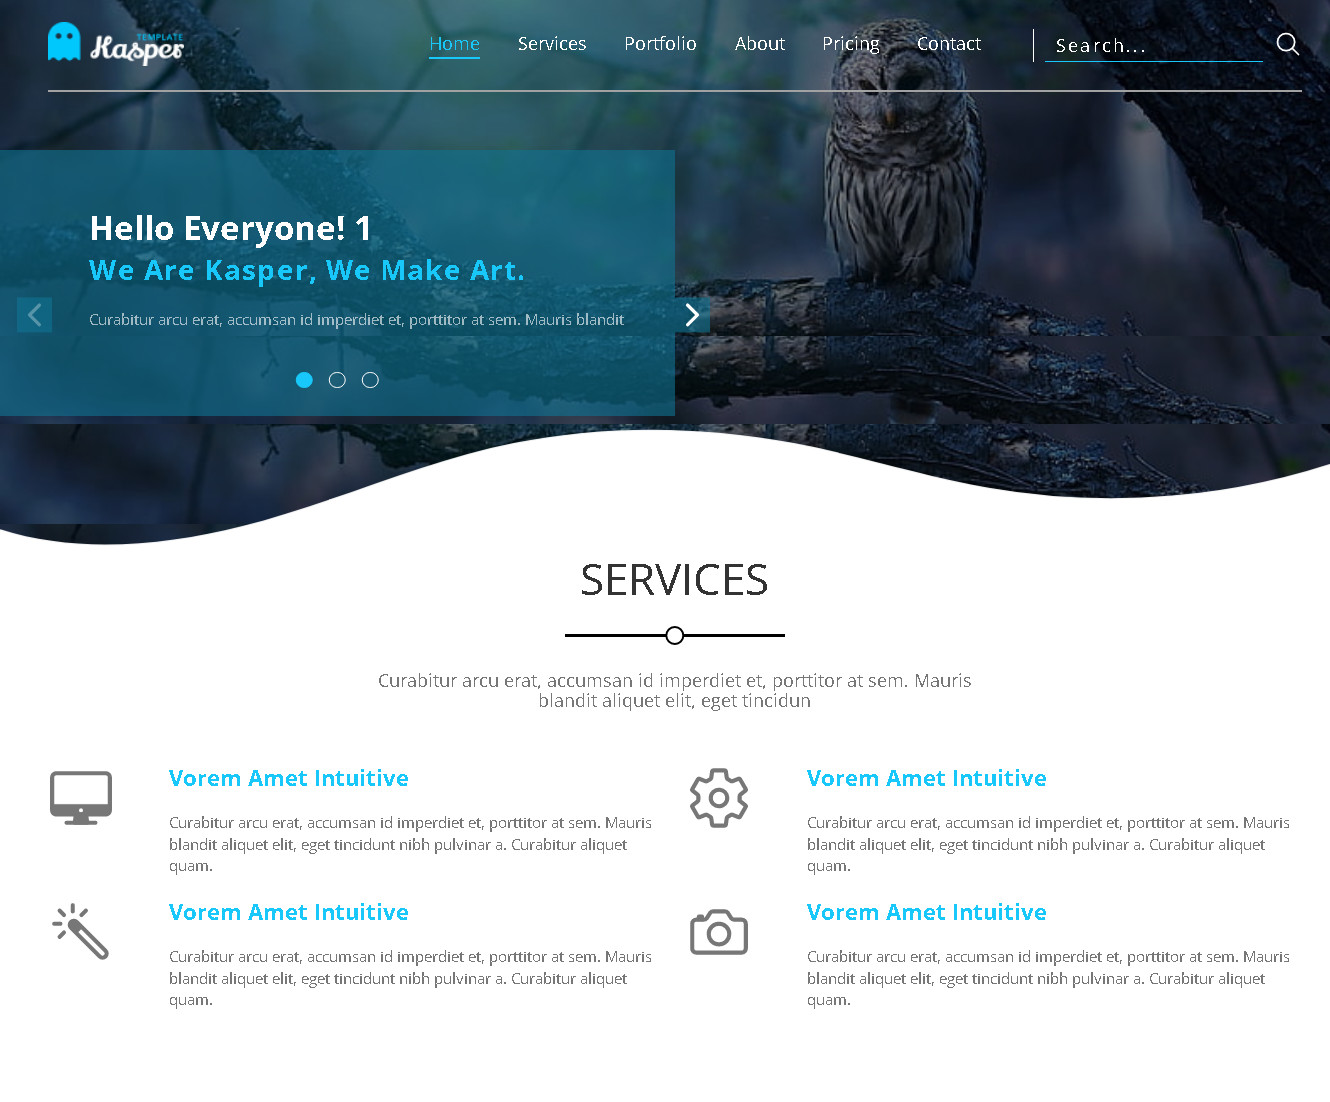 TEMPLATE
Kasper
Home Services Portfolio About Pricing Contact Search...
Hello Everyone! 1
We Are Kasper, We Make Art.
Curabitur arcu erat, accumsan id imperdiet et, porttitor at sem. Mauris blandit
SERVICES
Curabitur arcu erat, accumsan id imperdiet et, porttitor at sem. Mauris
blandit aliquet elit, eget tincidun
Vorem Amet Intuitive
Curabitur arcu erat, accumsan id imperdiet et, porttitor at sem. Mauris
blandit aliquet elit, eget tincidunt nibh pulvinar a. Curabitur aliquet
quam.
Vorem Amet Intuitive
Curabitur arcu erat, accumsan id imperdiet et, porttitor at sem. Mauris
blandit aliquet elit, eget tincidunt nibh pulvinar a. Curabitur aliquet
quam.
Vorem Amet Intuitive
Curabitur arcu erat, accumsan id imperdiet et, porttitor at sem. Mauris
blandit aliquet elit, eget tincidunt nibh pulvinar a. Curabitur aliquet
quam.
Vorem Amet Intuitive
Curabitur arcu erat, accumsan id imperdiet et, porttitor at sem. Mauris
blandit aliquet elit, eget tincidunt nibh pulvinar a. Curabitur aliquet
quam.